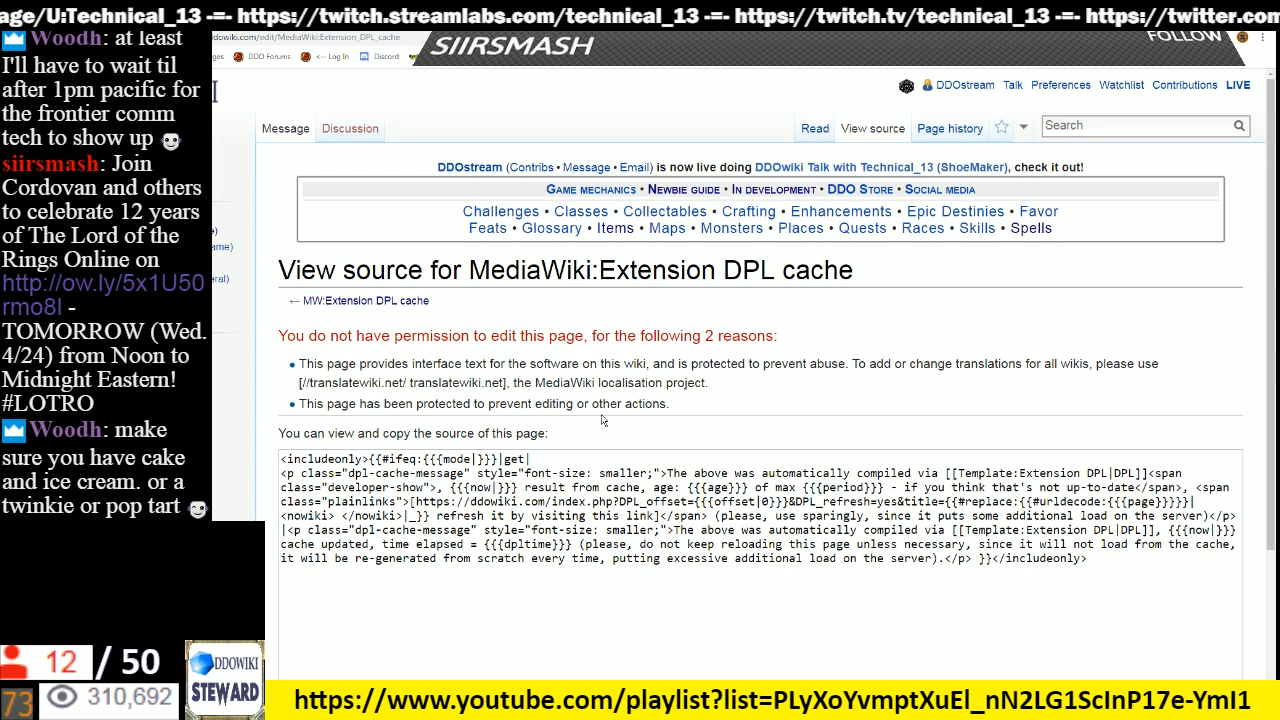 age/U:Technical_13 -=- https://twitch.streamlabs.com/technical_13 -=- https://twitch.tv/technical_13 -=- https://twitter.com
Woodh: at least
I'll have to wait til
after 1pm pacific for
the frontier comm
tech to show up
siirsmash: Join
Cordovan and others
to celebrate 12 years
of The Lord of the
Rings Online on
http://ow.ly/5x1U50
rmo8l -
TOMORROW (Wed.
4/24) from Noon to
Midnight Eastern!
#LOTRO
Woodh: make
sure you have cake
and ice cream. or a
twinkie or pop tart
12 / 50
73 310,692
DDOWIKI
STEWARD
dowiki.com/edit/MediaWiki:Extension_DPL_cache
SIIRSMASH
FOLLOW
ges DDO Forums <-- Log In Discord
DDOstream Talk Preferences Watchlist Contributions LIVE
Message Discussion Read View source Page history Search
DDOstream (Contribs • Message • Email) is now live doing DDOwiki Talk with Technical_13 (ShoeMaker), check it out!
Game mechanics • Newbie guide • In development • DDO Store • Social media
Challenges • Classes • Collectables • Crafting • Enhancements • Epic Destinies • Favor
Feats • Glossary • Items • Maps • Monsters • Places • Quests • Races • Skills • Spells
View source for MediaWiki:Extension DPL cache
← MW:Extension DPL cache
You do not have permission to edit this page, for the following 2 reasons:
• This page provides interface text for the software on this wiki, and is protected to prevent abuse. To add or change translations for all wikis, please use
[//translatewiki.net/ translatewiki.net], the MediaWiki localisation project.
• This page has been protected to prevent editing or other actions.
You can view and copy the source of this page:
<includeonly>{{#ifeq:{{{mode|}}}|get|
<p class="dpl-cache-message" style="font-size: smaller;">The above was automatically compiled via [[Template:Extension DPL|DPL]]<span
class="developer-show">, {{{now|}}} result from cache, age: {{{age}}} of max {{{period}}} - if you think that's not up-to-date</span>, <span
class="plainlinks">[https://ddowiki.com/index.php?DPL_offset={{{offset|0}}}&DPL_refresh=yes&title={{#replace:{{#urldecode:{{{page}}}}}|
<nowiki> </nowiki>|_}} refresh it by visiting this link]</span> (please, use sparingly, since it puts some additional load on the server)</p>
|<p class="dpl-cache-message" style="font-size: smaller;">The above was automatically compiled via [[Template:Extension DPL|DPL]], {{{now|}}}
cache updated, time elapsed = {{{dpltime}}} (please, do not keep reloading this page unless necessary, since it will not load from the cache,
it will be re-generated from scratch every time, putting excessive additional load on the server).</p> }}</includeonly>
https://www.youtube.com/playlist?list=PLyXoYvmptXuEl_nN2LG1ScInP17e-YmI1